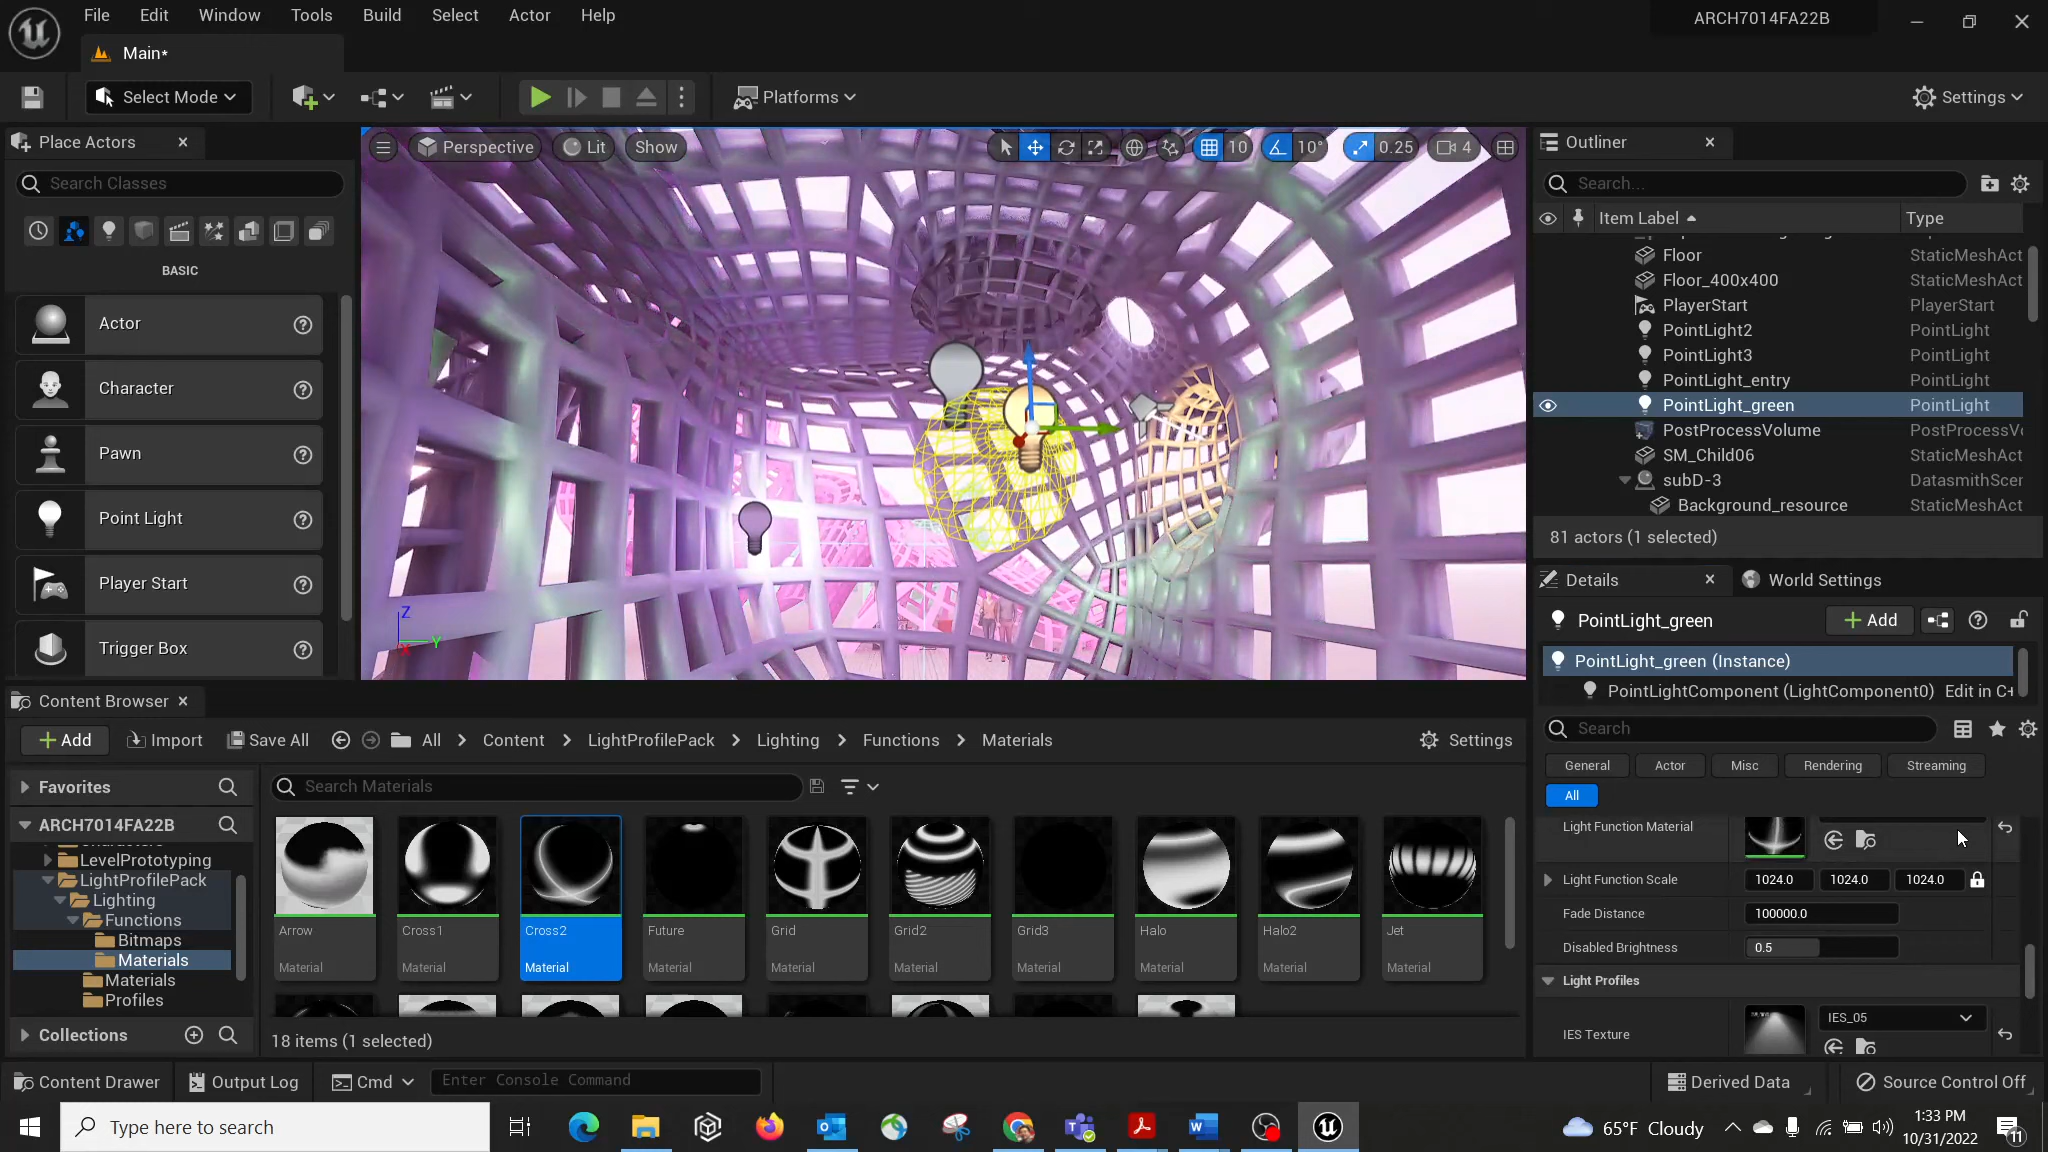 File Edit Window Tools Build Select Actor Help
ARCH7014FA22B
Main*
Select Mode
Platforms
Settings
Place Actors
Search Classes
BASIC
Actor
Character
Pawn
Point Light
Player Start
Trigger Box
Perspective
Lit
Show
10
10°
0.25
4
Z
Y
X
Outliner
Search...
Item Label
Type
Floor StaticMeshAct
Floor_400x400 StaticMeshAct
PlayerStart PlayerStart
PointLight2 PointLight
PointLight3 PointLight
PointLight_entry PointLight
PointLight_green PointLight
PostProcessVolume PostProcessV
SM_Child06 StaticMeshAct
subD-3 DatasmithScer
Background_resource StaticMeshAct
81 actors (1 selected)
Details
World Settings
PointLight_green
+ Add
PointLight_green (Instance)
PointLightComponent (LightComponent0) Edit in C+
Search
General Actor Misc Rendering Streaming
All
Light Function Material
Light Function Scale 1024.0 1024.0 1024.0
Fade Distance 100000.0
Disabled Brightness 0.5
Light Profiles
IES Texture IES_05
Content Browser
+ Add Import Save All All > Content > LightProfilePack > Lighting > Functions > Materials
Settings
Favorites
ARCH7014FA22B
LevelPrototyping
LightProfilePack
Lighting
Functions
Bitmaps
Materials
Materials
Profiles
Collections
Search Materials
Arrow Cross1 Cross2 Future Grid Grid2 Grid3 Halo Halo2 Jet
Material Material Material Material Material Material Material Material Material Material
18 items (1 selected)
Content Drawer
Output Log
Cmd
Enter Console Command
Derived Data
Source Control Off
Type here to search
65°F Cloudy
1:33 PM
10/31/2022
11